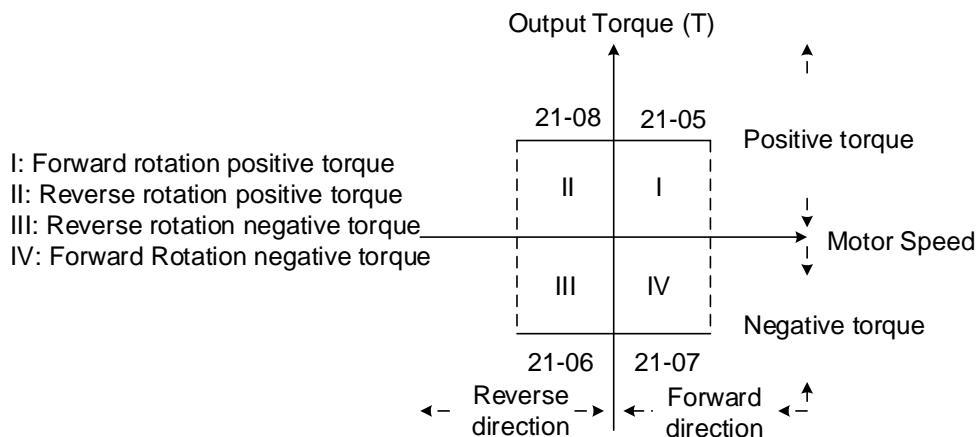 Output Torque (T)
21-08
21-05
Positive torque
I: Forward rotation positive torque
II: Reverse rotation positive torque
III: Reverse rotation negative torque
IV: Forward Rotation negative torque
II
I
Motor Speed
III
IV
Negative torque
21-06
21-07
Reverse
direction
Forward
direction